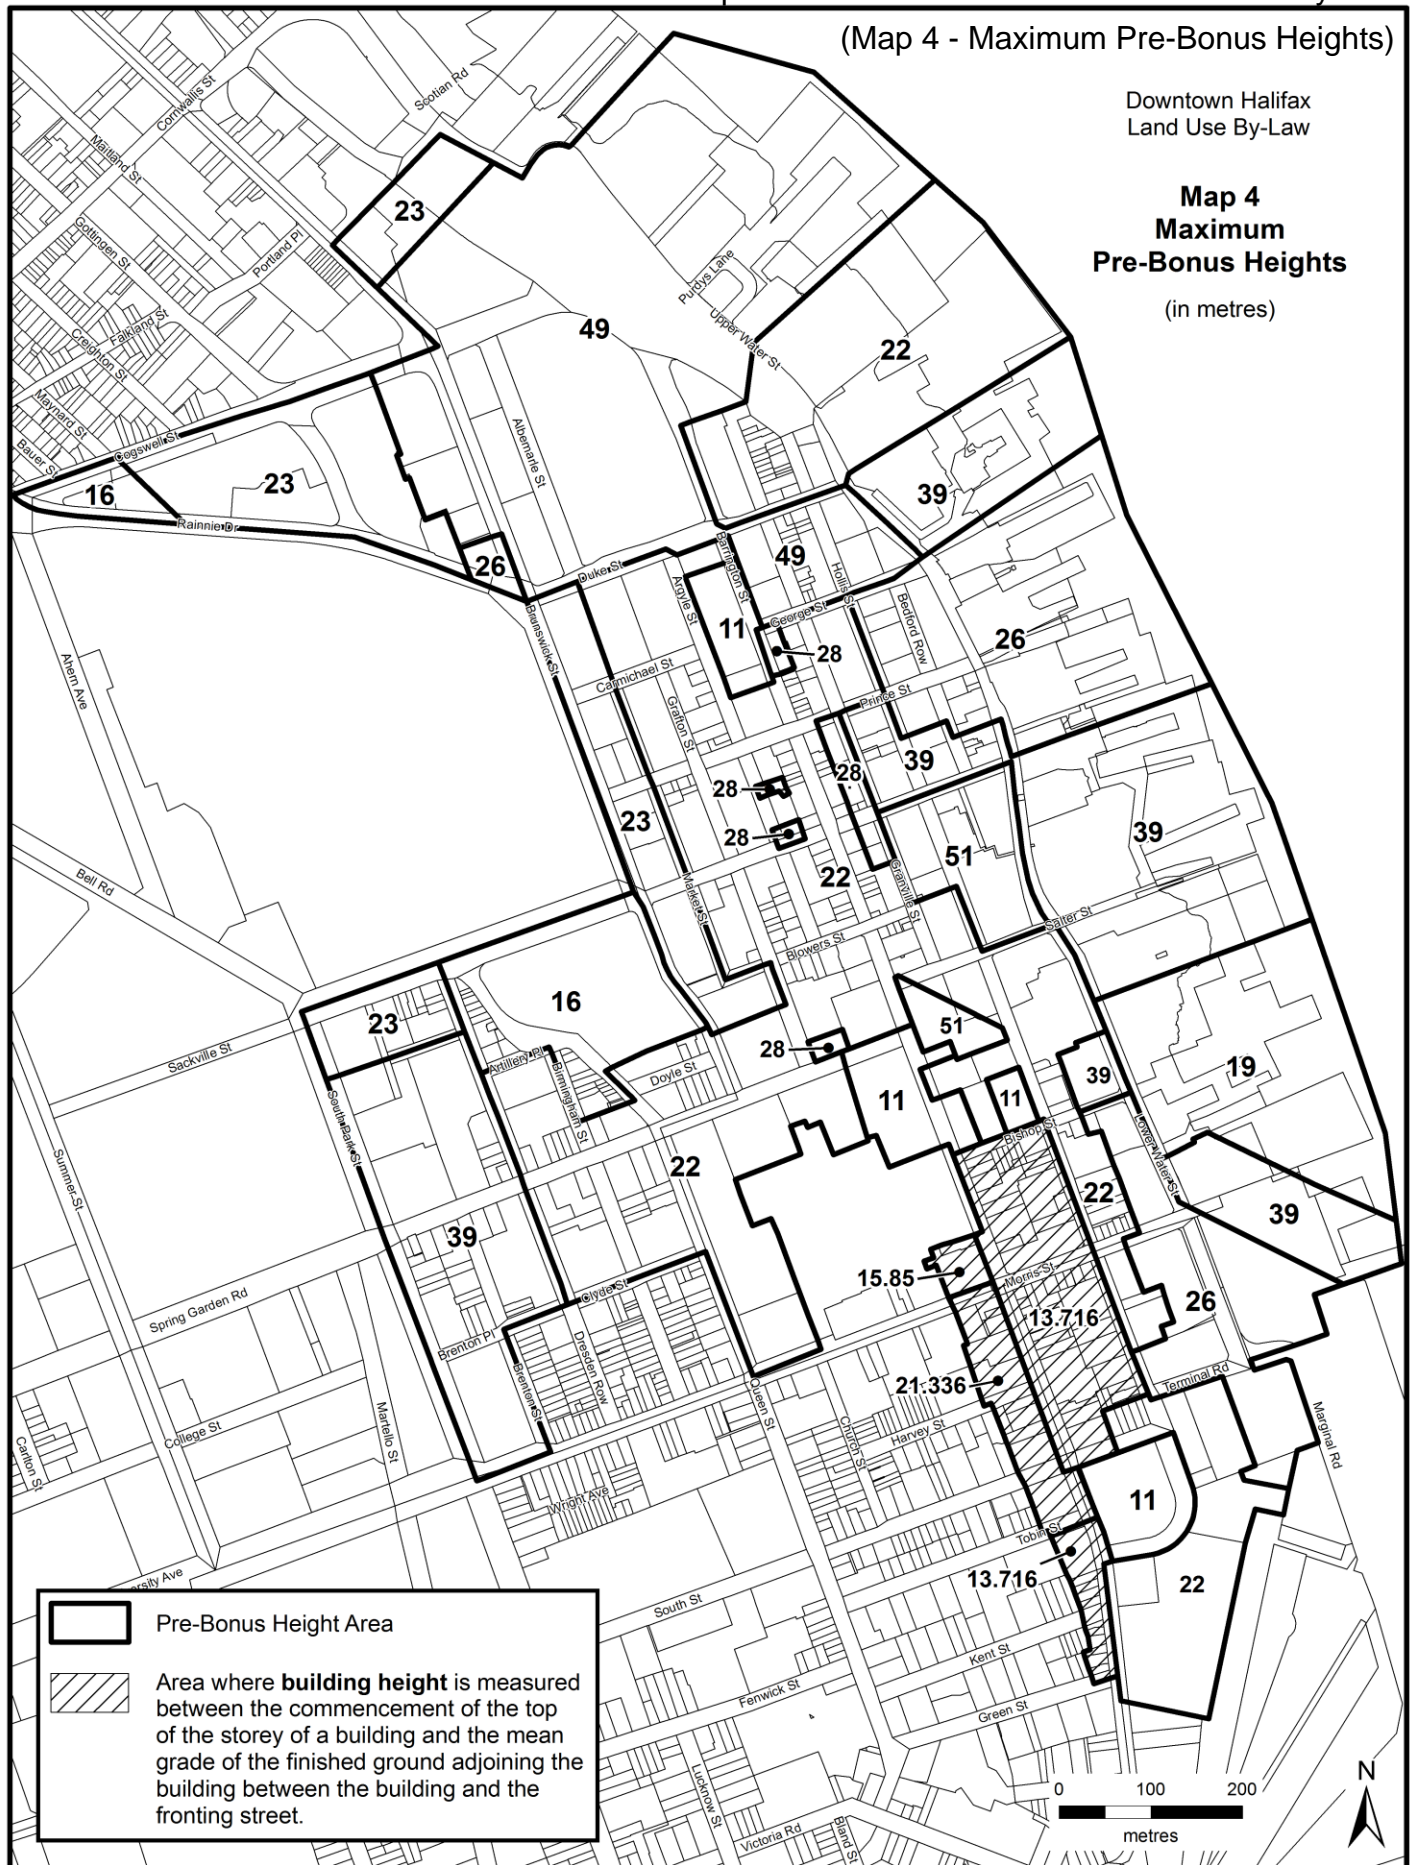 (Map 4 - Maximum Pre-Bonus Heights)
Downtown Halifax
Land Use By-Law
Map 4
Maximum
Pre-Bonus Heights
(in metres)
Scotian Rd
Cornwallis St
Maitland St
23
Gottingen St
Portland Pl
Purdys Lane
Falkland St
49
Upper Water St
22
Creighton St
Maynard St
Albemarle St
Bauer St
Cogswell St
16
23
39
Rainnie Dr
26
Duke St
Barrington St
49
Hollis St
Argyle St
Bedford Row
George St
11
Brunswick St
26
28
Ahern Ave
Carmichael St
Prince St
Grafton St
39
28
28
23
39
28
51
22
Bell Rd
Market St
Granville St
Salter St
Blowers St
16
23
51
28
Sackville St
Artillery Pl
Birmingham St
Doyle St
39
19
11
11
South Park St
Bishop St
Lower Water St
Summer St
22
22
39
39
15.85
Morris St
Clyde St
26
13.716
Spring Garden Rd
Brenton Pl
Dresden Row
21.336
Terminal Rd
Brenton St
Queen St
Martello St
College St
Church St
Harvey St
Marginal Rd
Carlton St
Wright Ave
11
Tobin St
13.716
22
ersity Ave
South St
Kent St
Fenwick St
Green St
Lucknow St
Victoria Rd
Bland St
Pre-Bonus Height Area
Area where building height is measured
between the commencement of the top
of the storey of a building and the mean
grade of the finished ground adjoining the
building between the building and the
fronting street.
0 100 200
metres
N